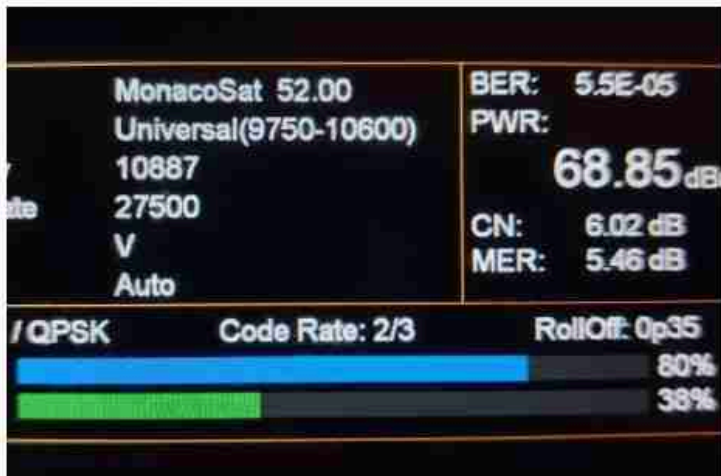 MonacoSat 52.00
Universal(9750-10600)
10887
27500
V
Auto
BER: 5.5E-05
PWR:
68.85 dB
CN: 6.02 dB
MER: 5.46 dB
/ QPSK Code Rate: 2/3 RollOff: 0p35
80%
38%